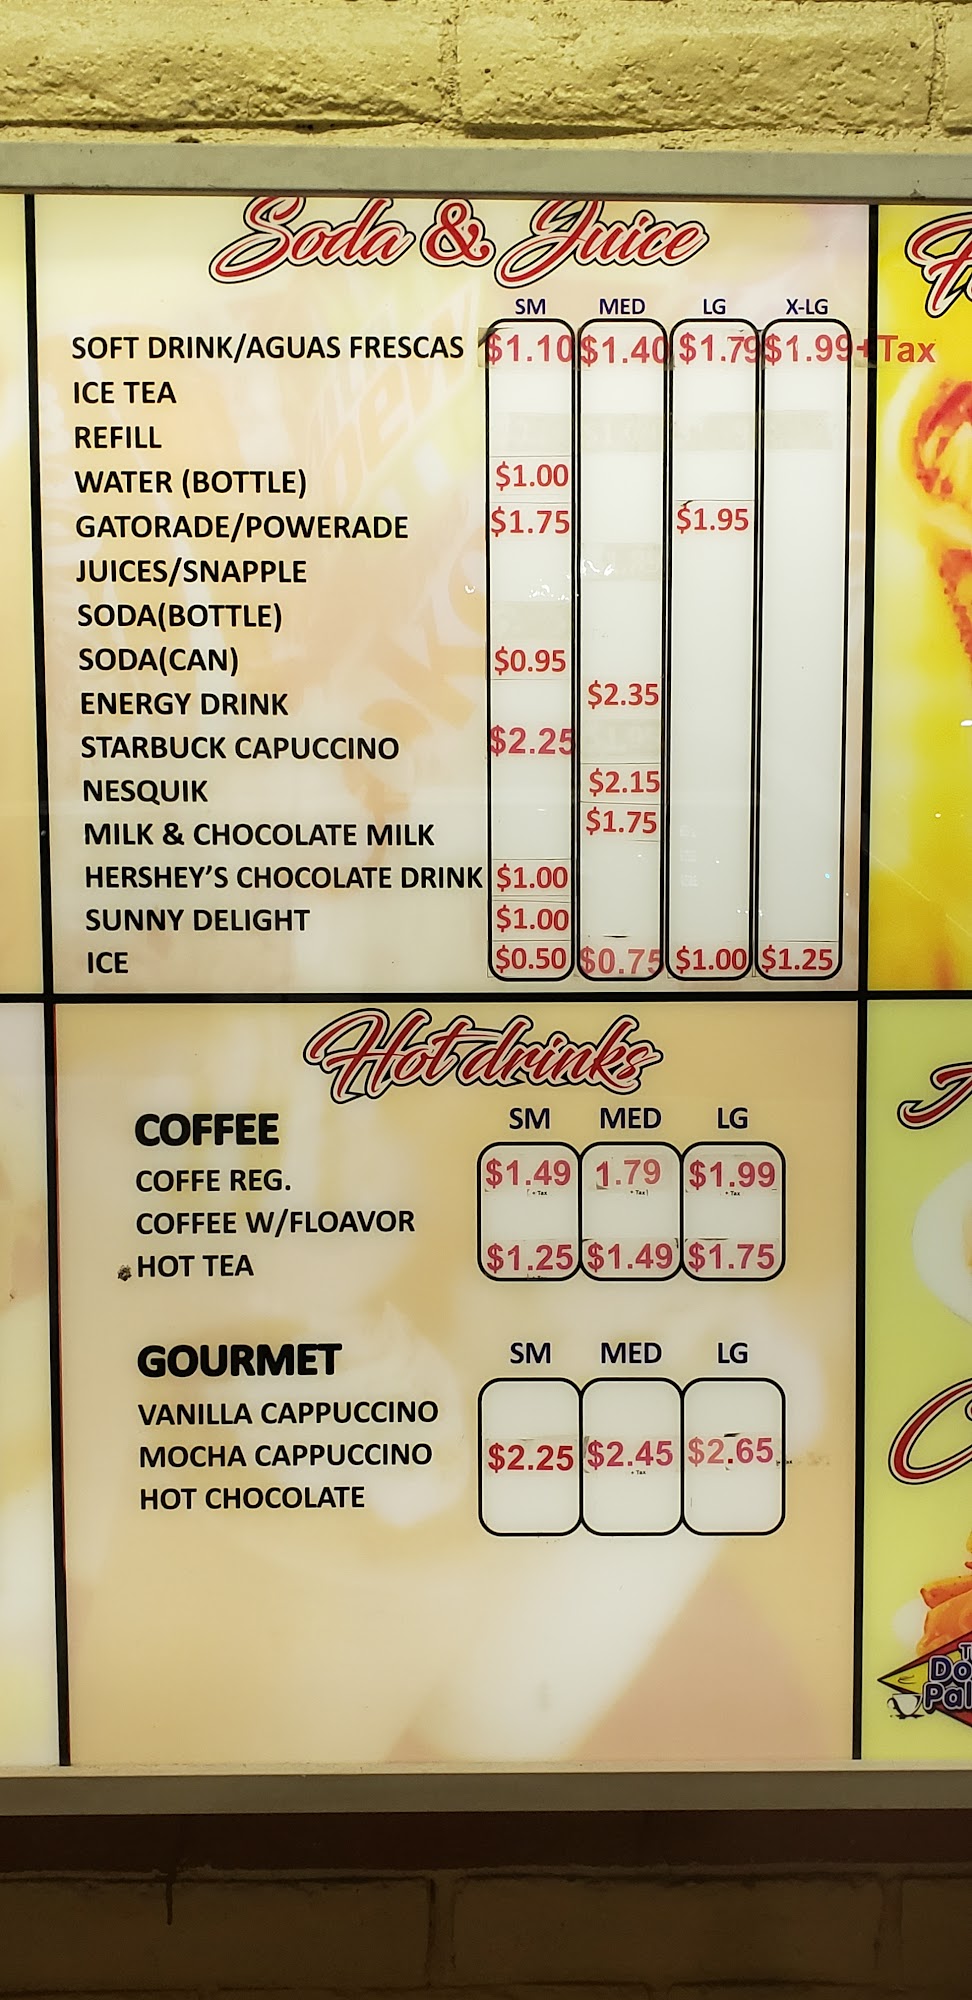 Soda & Juice
SM MED LG X-LG
SOFT DRINK/AGUAS FRESCAS $1.10 $1.40 $1.79 $1.99+Tax
ICE TEA
REFILL
WATER (BOTTLE) $1.00
GATORADE/POWERADE $1.75 $1.95
JUICES/SNAPPLE
SODA(BOTTLE)
SODA(CAN) $0.95
ENERGY DRINK $2.35
STARBUCK CAPUCCINO $2.25
NESQUIK $2.15
MILK & CHOCOLATE MILK $1.75
HERSHEY'S CHOCOLATE DRINK $1.00
SUNNY DELIGHT $1.00
ICE $0.50 $0.75 $1.00 $1.25
Hot drinks
COFFEE SM MED LG
COFFE REG. $1.49 1.79 $1.99
+ Tax + Tax + Tax
COFFEE W/FLOAVOR
HOT TEA $1.25 $1.49 $1.75
GOURMET SM MED LG
VANILLA CAPPUCCINO
MOCHA CAPPUCCINO $2.25 $2.45 $2.65
+ Tax
HOT CHOCOLATE